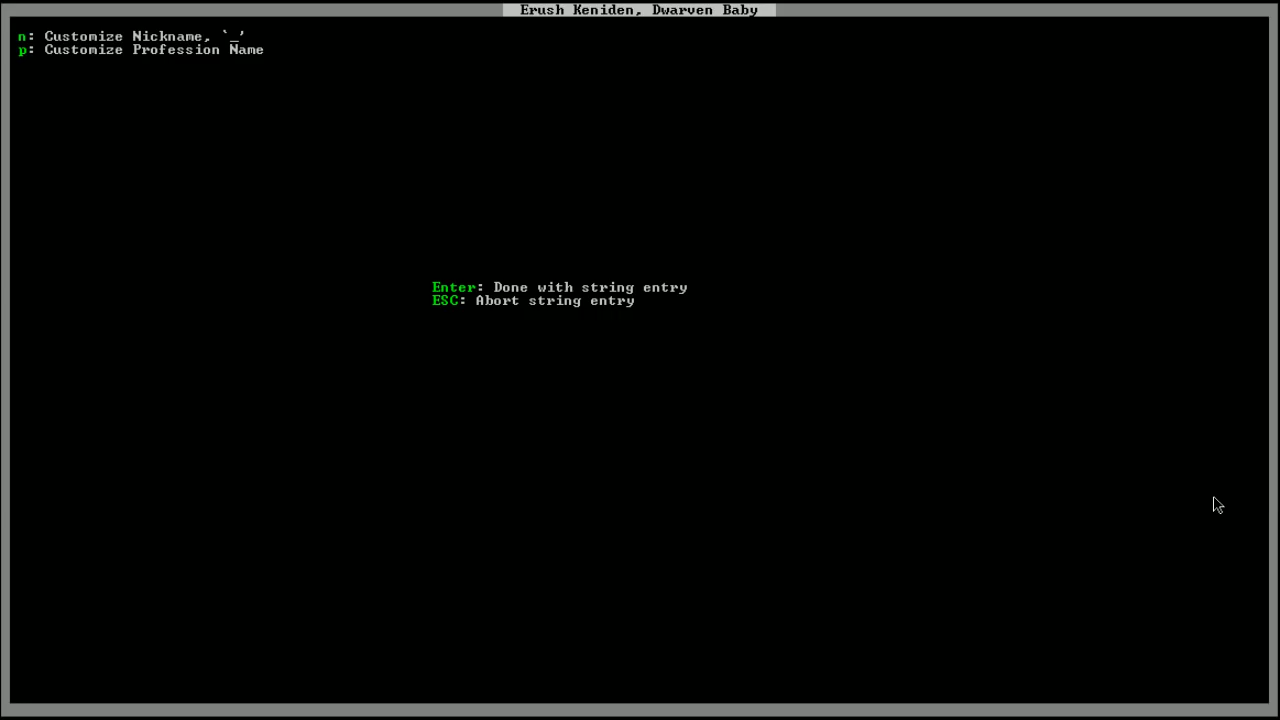 Erush Keniden, Dwarven Baby
n: Customize Nickname, `_'
p: Customize Profession Name
Enter: Done with string entry
ESC: Abort string entry